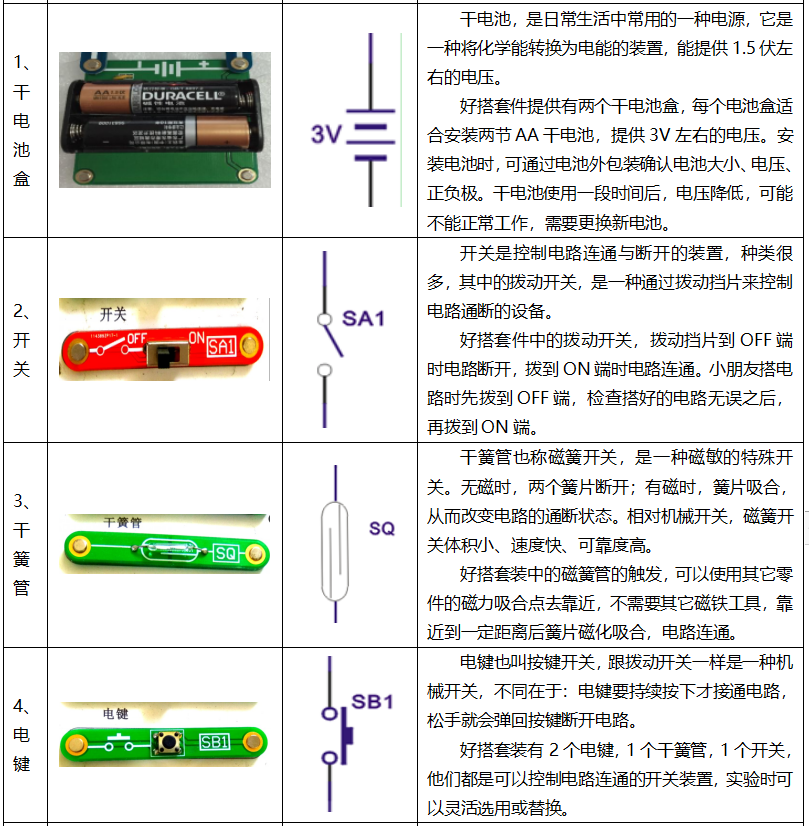 1、
干
电
池
盒
DURACELL
3V
干电池，是日常生活中常用的一种电源，它是
一种将化学能转换为电能的装置，能提供 1.5 伏左
右的电压。
好搭套件提供有两个干电池盒，每个电池盒适
合安装两节 AA 干电池，提供 3V 左右的电压。安
装电池时，可通过电池外包装确认电池大小、电压、
正负极。干电池使用一段时间后，电压降低，可能
不能正常工作，需要更换新电池。
2、
开
关
开关
OFF
ON
SA1
SA1
开关是控制电路连通与断开的装置，种类很
多，其中的拨动开关，是一种通过拨动挡片来控制
电路通断的设备。
好搭套件中的拨动开关，拨动挡片到 OFF 端
时电路断开，拨到 ON 端时电路连通。小朋友搭电
路时先拨到 OFF 端，检查搭好的电路无误之后，
再拨到 ON 端。
3、
干
簧
管
干簧管
SQ
SQ
干簧管也称磁簧开关，是一种磁敏的特殊开
关。无磁时，两个簧片断开；有磁时，簧片吸合，
从而改变电路的通断状态。相对机械开关，磁簧开
关体积小、速度快、可靠度高。
好搭套装中的磁簧管的触发，可以使用其它零
件的磁力吸合点去靠近，不需要其它磁铁工具，靠
近到一定距离后簧片磁化吸合，电路连通。
4、
电
键
电键
SB1
SB1
电键也叫按键开关，跟拨动开关一样是一种机
械开关，不同在于：电键要持续按下才接通电路，
松手就会弹回按键断开电路。
好搭套装有 2 个电键，1 个干簧管，1 个开关，
他们都是可以控制电路连通的开关装置，实验时可
以灵活选用或替换。